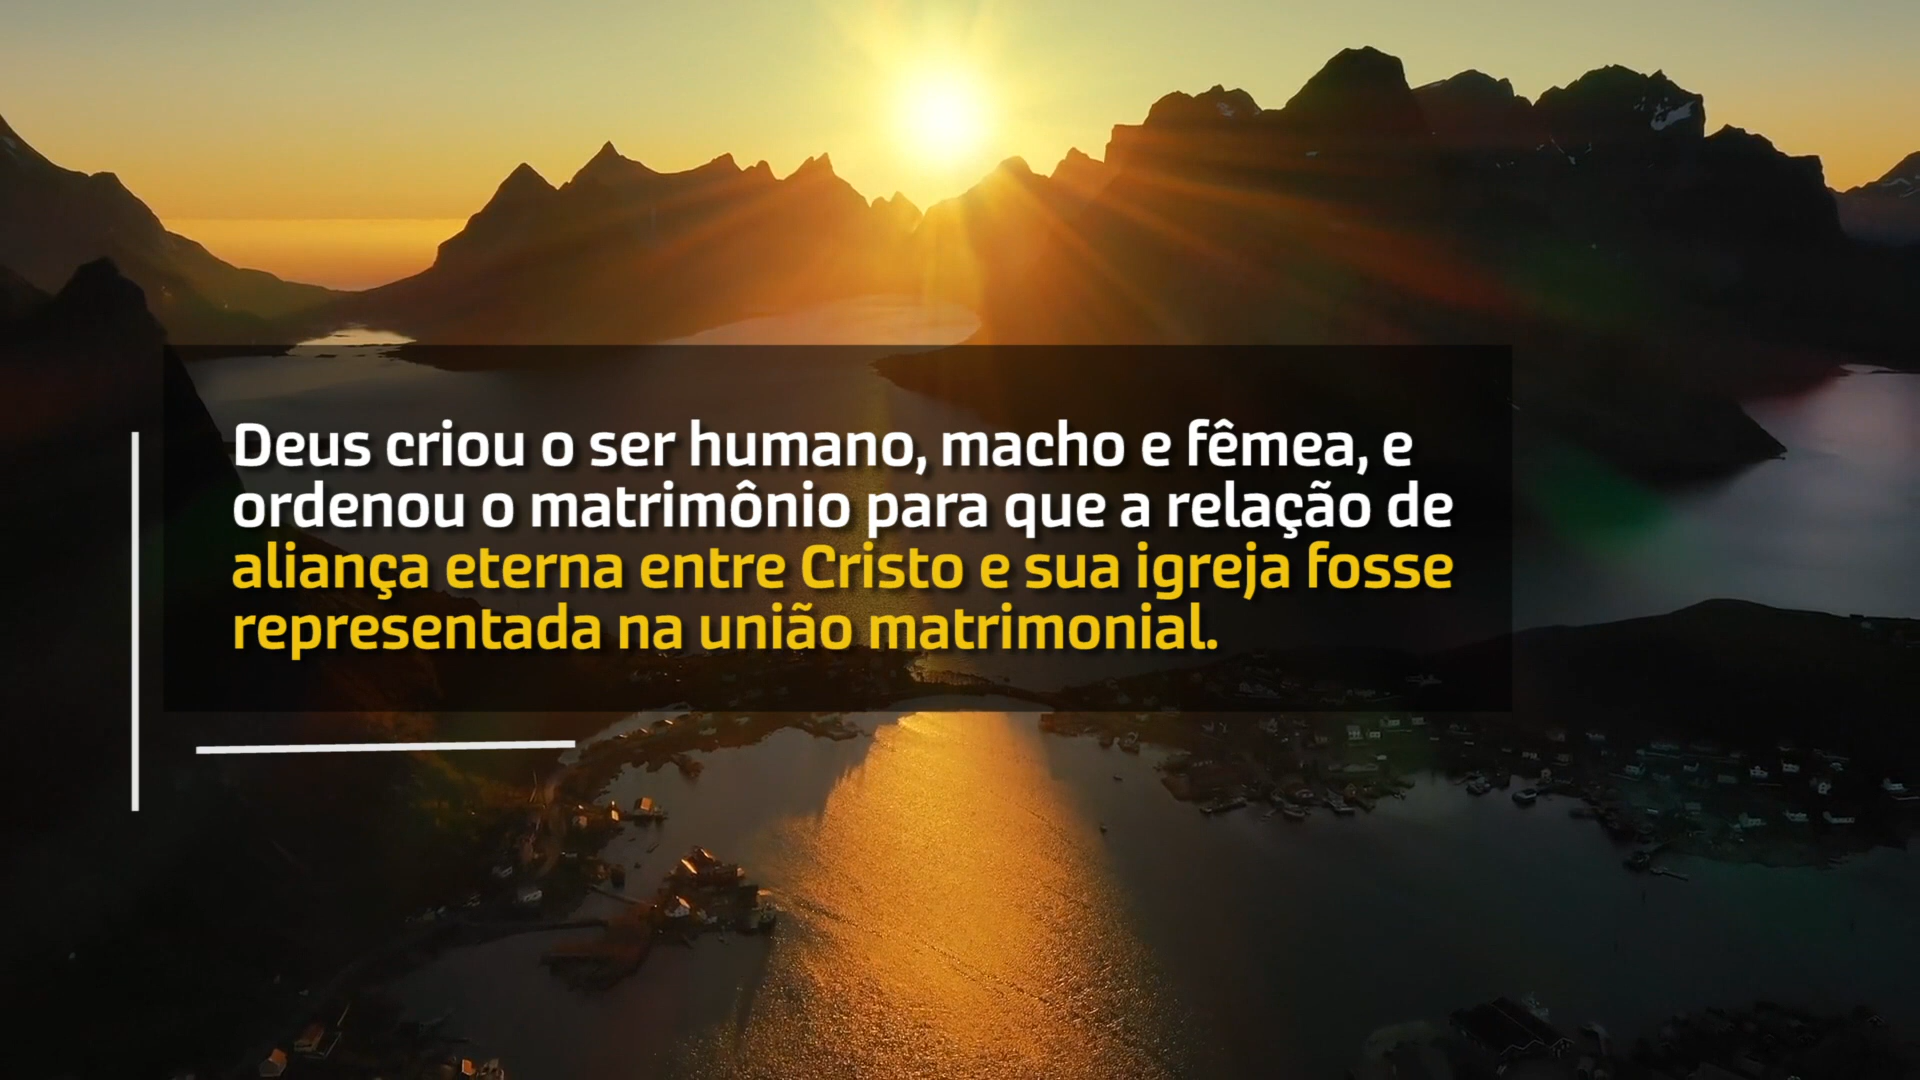 Deus criou o ser humano, macho e fêmea, e
ordenou o matrimônio para que a relação de
aliança eterna entre Cristo e sua igreja fosse
representada na união matrimonial.